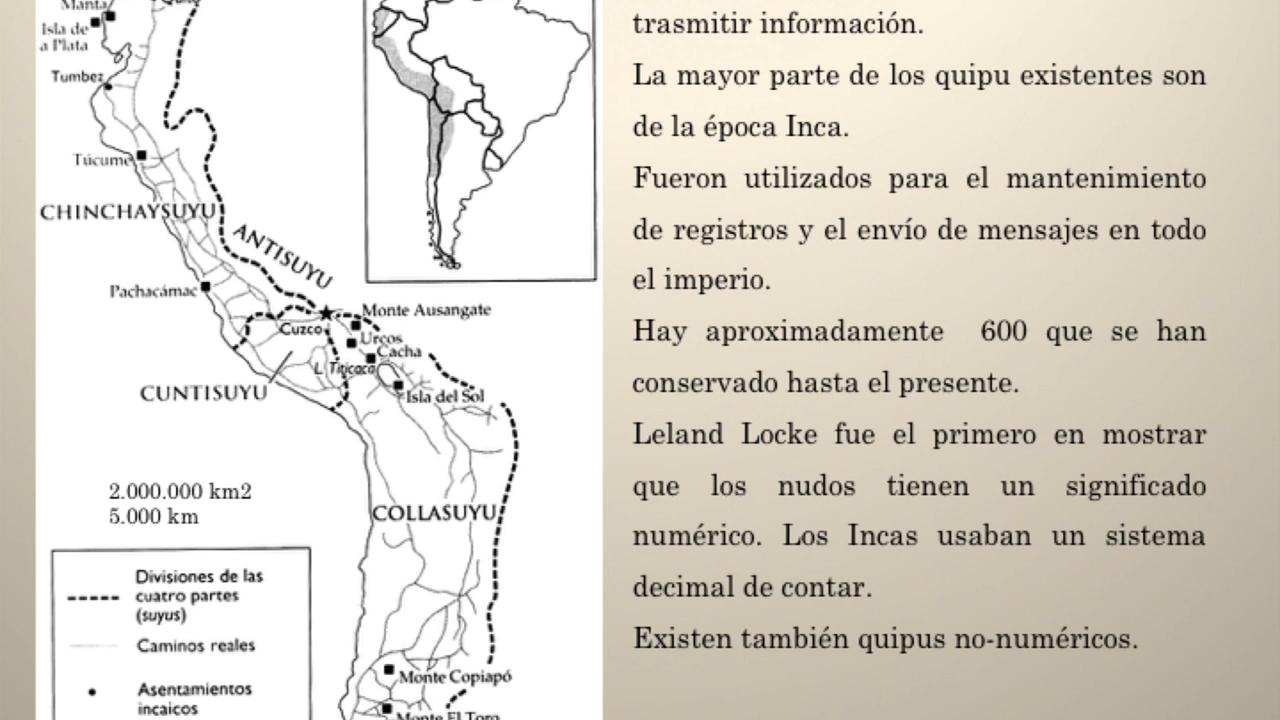 Manta
Isla de
a Plata
Tumbez
Túcume
CHINCHAYSUYU
ANTISUYU
Pachacámac
Monte Ausangate
Cuzco
Urcos
Cacha
L. Titicaca
Isla del Sol
CUNTISUYU
2.000.000 km2
5.000 km
COLLASUYU
Divisiones de las
cuatro partes
(suyus)
Caminos reales
Asentamientos
incaicos
Monte Copiapó
Monte El Toro
trasmitir información.
La mayor parte de los quipu existentes son
de la época Inca.
Fueron utilizados para el mantenimiento
de registros y el envío de mensajes en todo
el imperio.
Hay aproximadamente 600 que se han
conservado hasta el presente.
Leland Locke fue el primero en mostrar
que los nudos tienen un significado
numérico. Los Incas usaban un sistema
decimal de contar.
Existen también quipus no-numéricos.